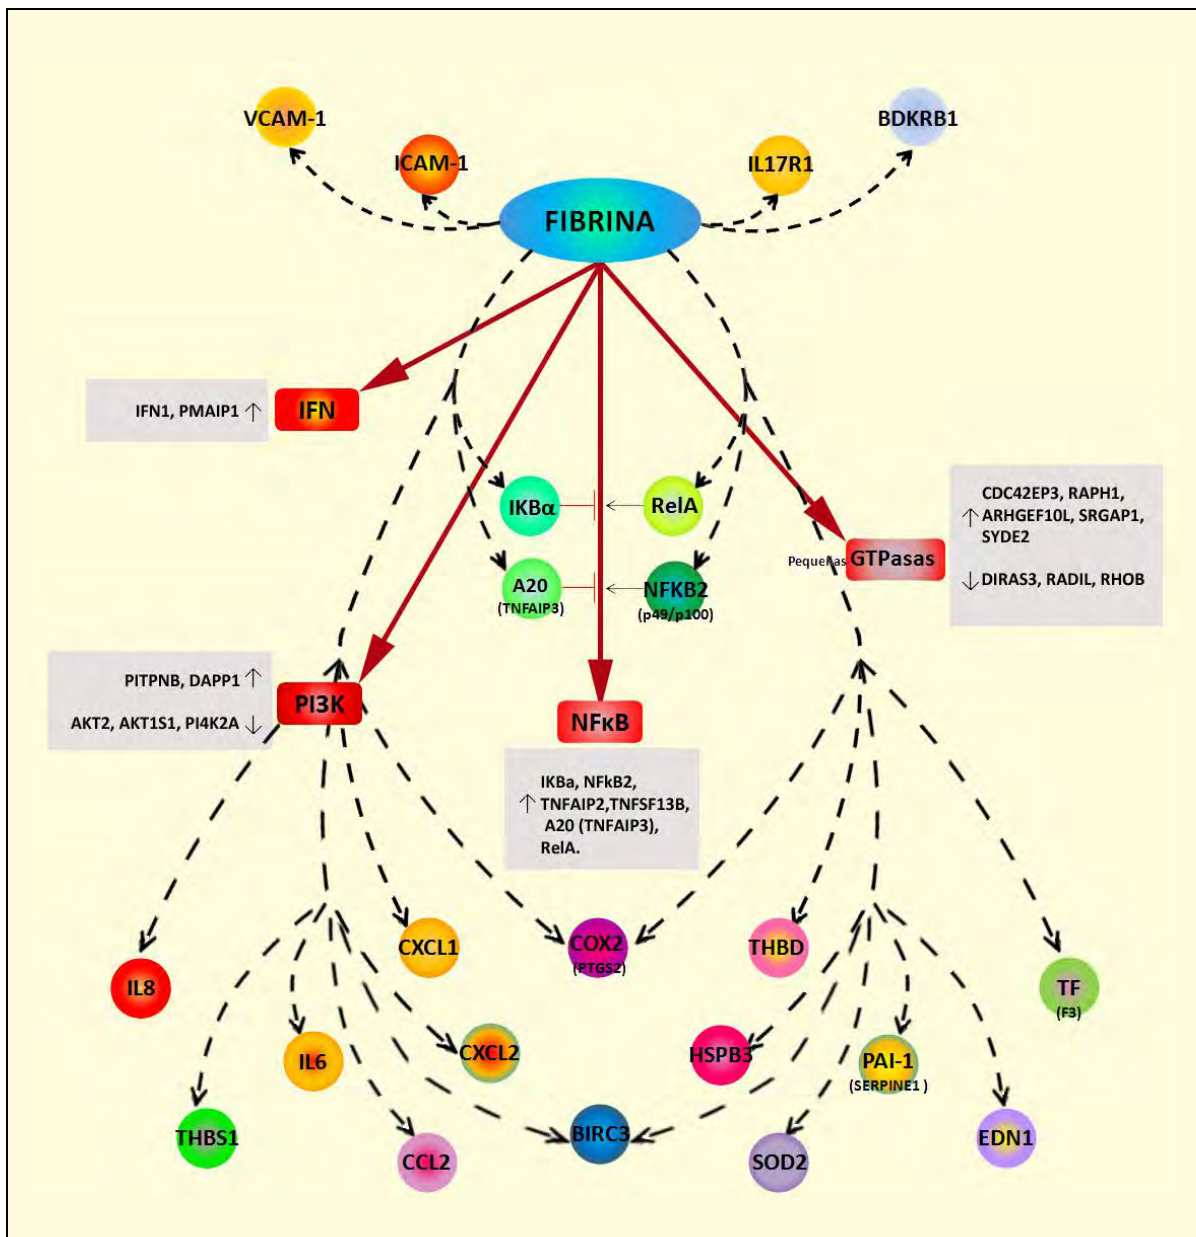 VCAM-1
ICAM-1
IL17R1
BDKRB1
FIBRINA
IFN1, PMAIP1 ↑
IFN
IKBα
RelA
A20
(TNFAIP3)
NFKB2
(p49/p100)
Pequeñas GTPasas
CDC42EP3, RAPH1,
↑ ARHGEF10L, SRGAP1,
SYDE2
↓ DIRAS3, RADIL, RHOB
PITPNB, DAPP1 ↑
AKT2, AKT1S1, PI4K2A ↓
PI3K
NFκB
IKBa, NFkB2,
↑ TNFAIP2,TNFSF13B,
A20 (TNFAIP3),
RelA.
CXCL1
COX2
(PTGS2)
THBD
IL8
TF
(F3)
IL6
CXCL2
HSPB3
PAI-1
(SERPINE1 )
THBS1
CCL2
BIRC3
SOD2
EDN1